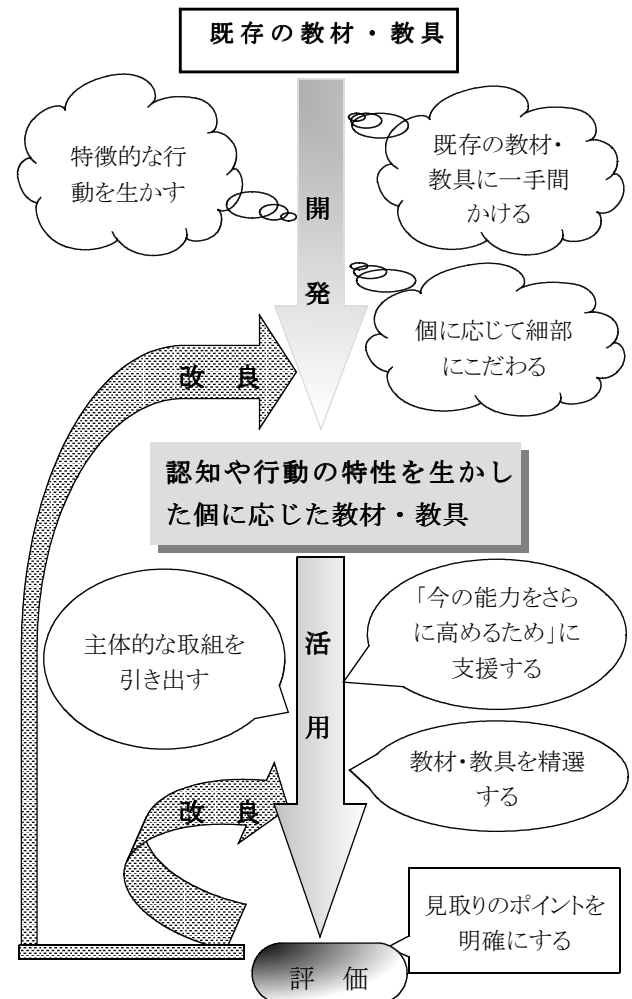 既存の教材・教具
特徴的な行
動を生かす
既存の教材・
教具に一手間
かける
開
発
個に応じて細部
にこだわる
改　良
認知や行動の特性を生かし
た個に応じた教材・教具
主体的な取組を
引き出す
活
用
「今の能力をさら
に高めるため」に
支援する
教材・教具を精選
する
改　良
見取りのポイントを
明確にする
評　価